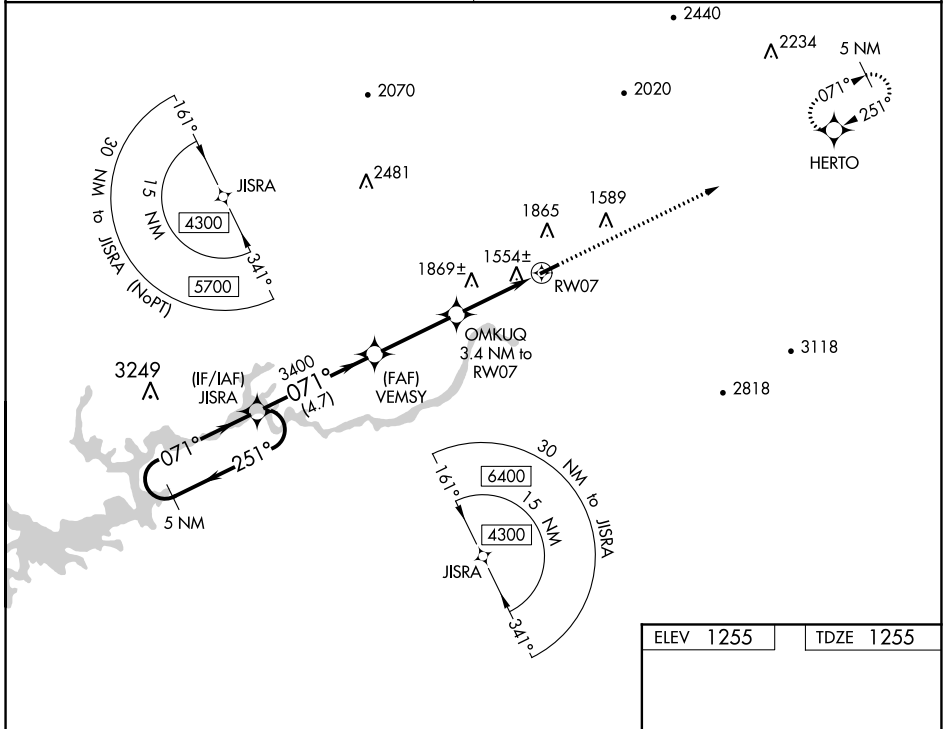 2440
2234
5 NM
071°
251°
HERTO
2070
2020
161°
JISRA
30 NM to JISRA (NoPT)
15 NM
4300
5700
341°
2481
1865
1589
1869±
1554±
RW07
OMKUQ
3.4 NM to
RW07
3118
2818
3249
(IF/IAF)
JISRA
3400
071°
(4.7)
(FAF)
VEMSY
071°
251°
5 NM
30 NM to JISRA
161°
6400
15 NM
4300
JISRA
341°
ELEV 1255
TDZE 1255